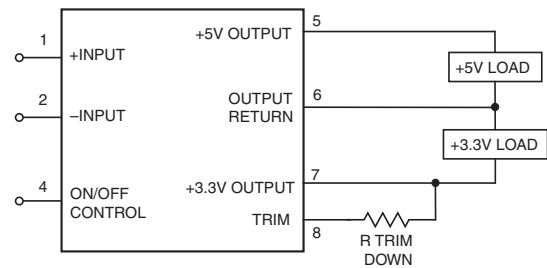 1
+INPUT
2
–INPUT
4
ON/OFF
CONTROL
+5V OUTPUT
5
OUTPUT
RETURN
6
+3.3V OUTPUT
7
TRIM
8
+5V LOAD
+3.3V LOAD
R TRIM
DOWN